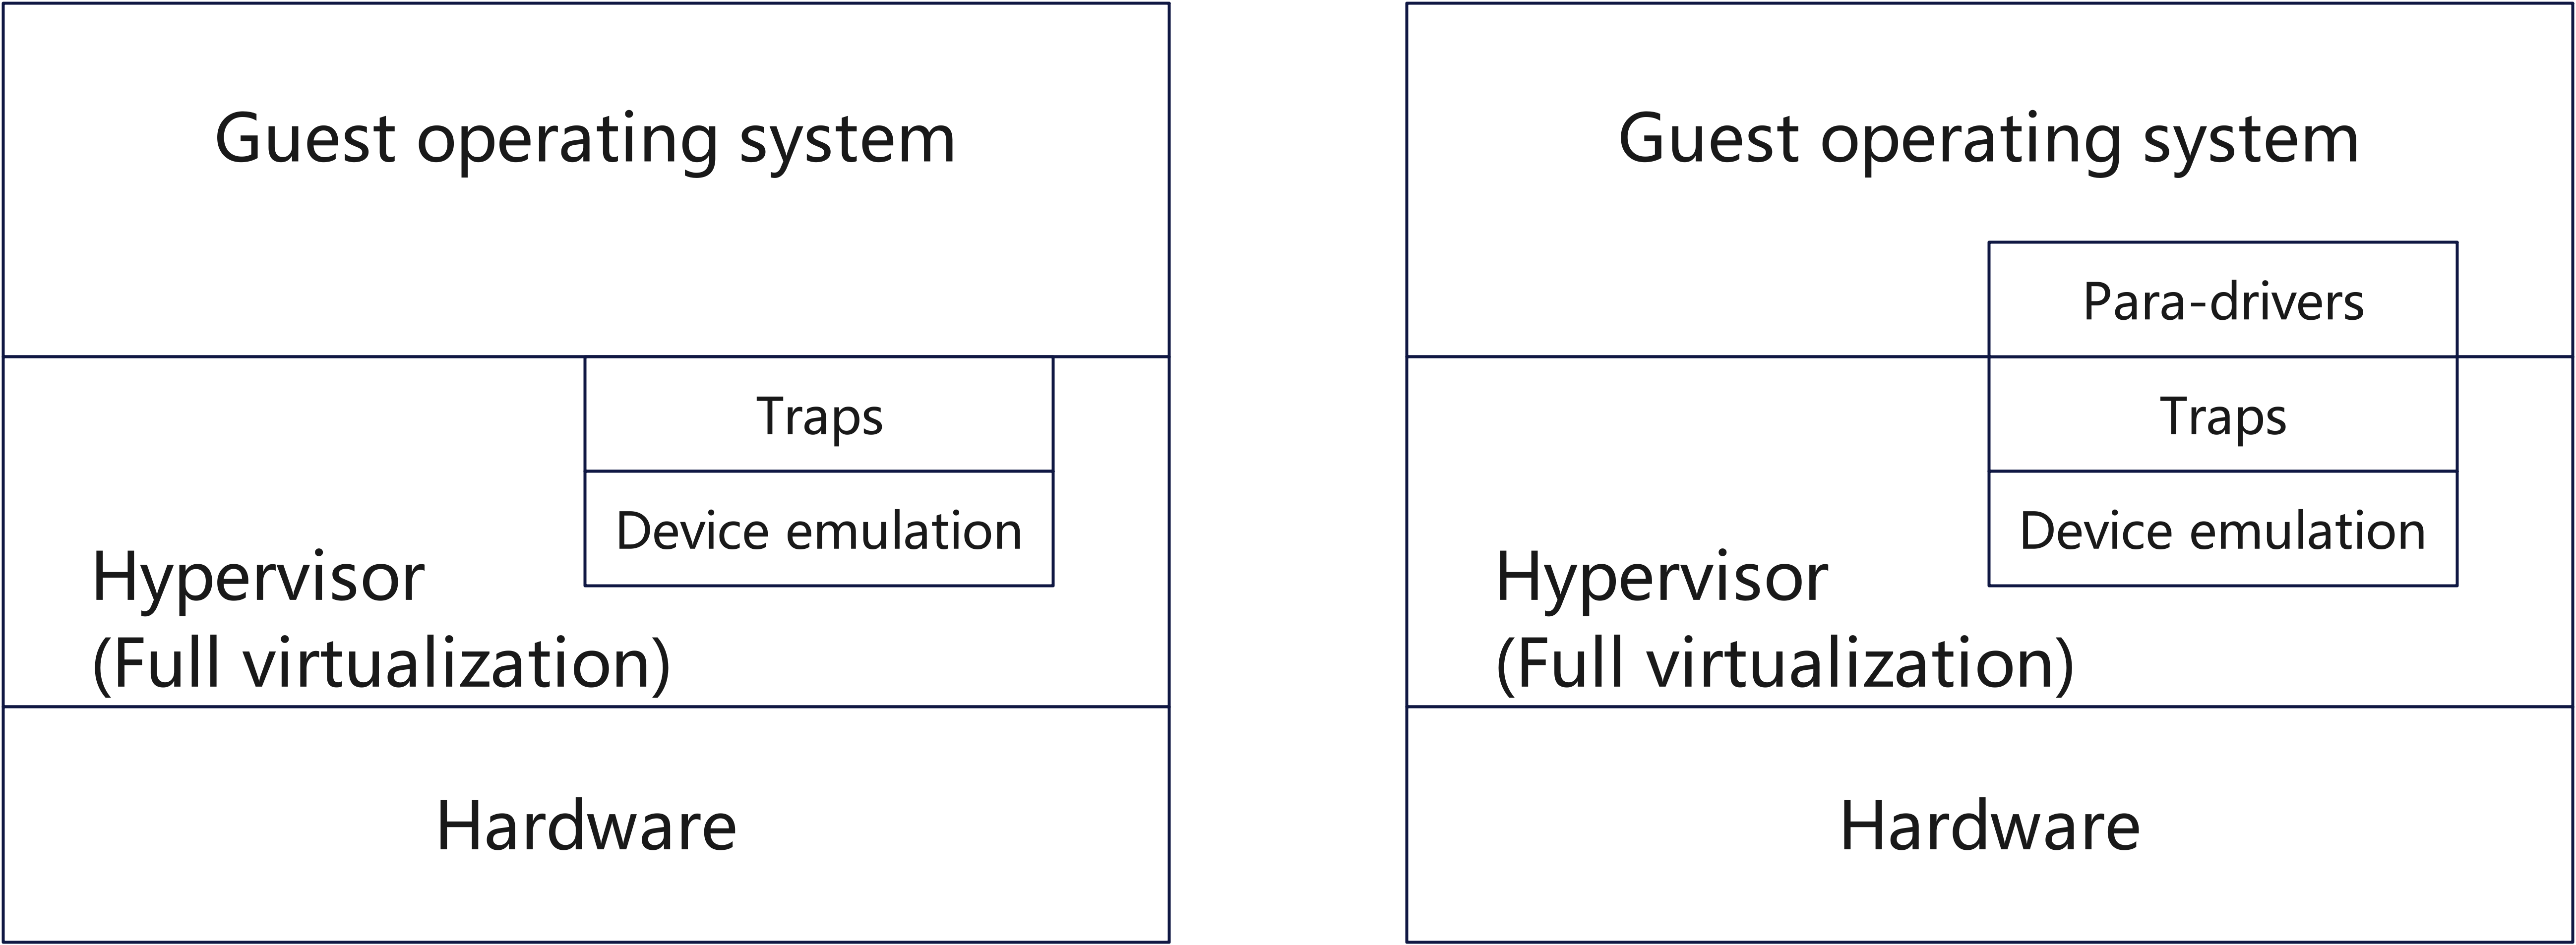 Guest operating system
Traps
Device emulation
Hypervisor
(Full virtualization)
Hardware
Guest operating system
Para-drivers
Traps
Device emulation
Hypervisor
(Full virtualization)
Hardware